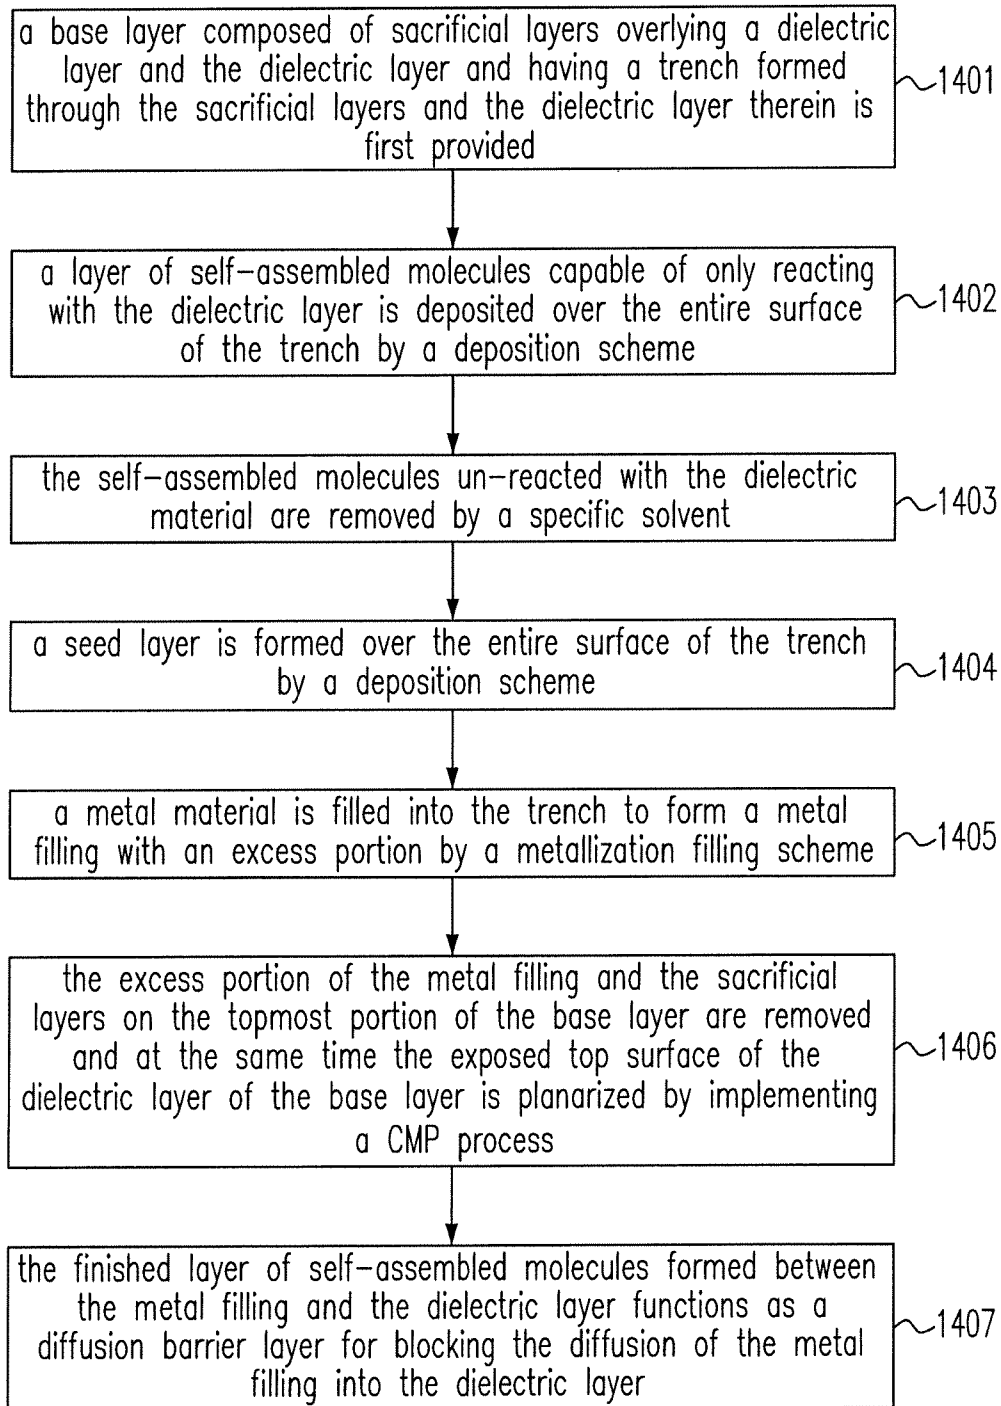 a base layer composed of sacrificial layers overlying a dielectric
layer and the dielectric layer and having a trench formed
through the sacrificial layers and the dielectric layer therein is
first provided
1401
a layer of self-assembled molecules capable of only reacting
with the dielectric layer is deposited over the entire surface
of the trench by a deposition scheme
1402
the self-assembled molecules un-reacted with the dielectric
material are removed by a specific solvent
1403
a seed layer is formed over the entire surface of the trench
by a deposition scheme
1404
a metal material is filled into the trench to form a metal
filling with an excess portion by a metallization filling scheme
1405
the excess portion of the metal filling and the sacrificial
layers on the topmost portion of the base layer are removed
and at the same time the exposed top surface of the
dielectric layer of the base layer is planarized by implementing
a CMP process
1406
the finished layer of self-assembled molecules formed between
the metal filling and the dielectric layer functions as a
diffusion barrier layer for blocking the diffusion of the metal
filling into the dielectric layer
1407